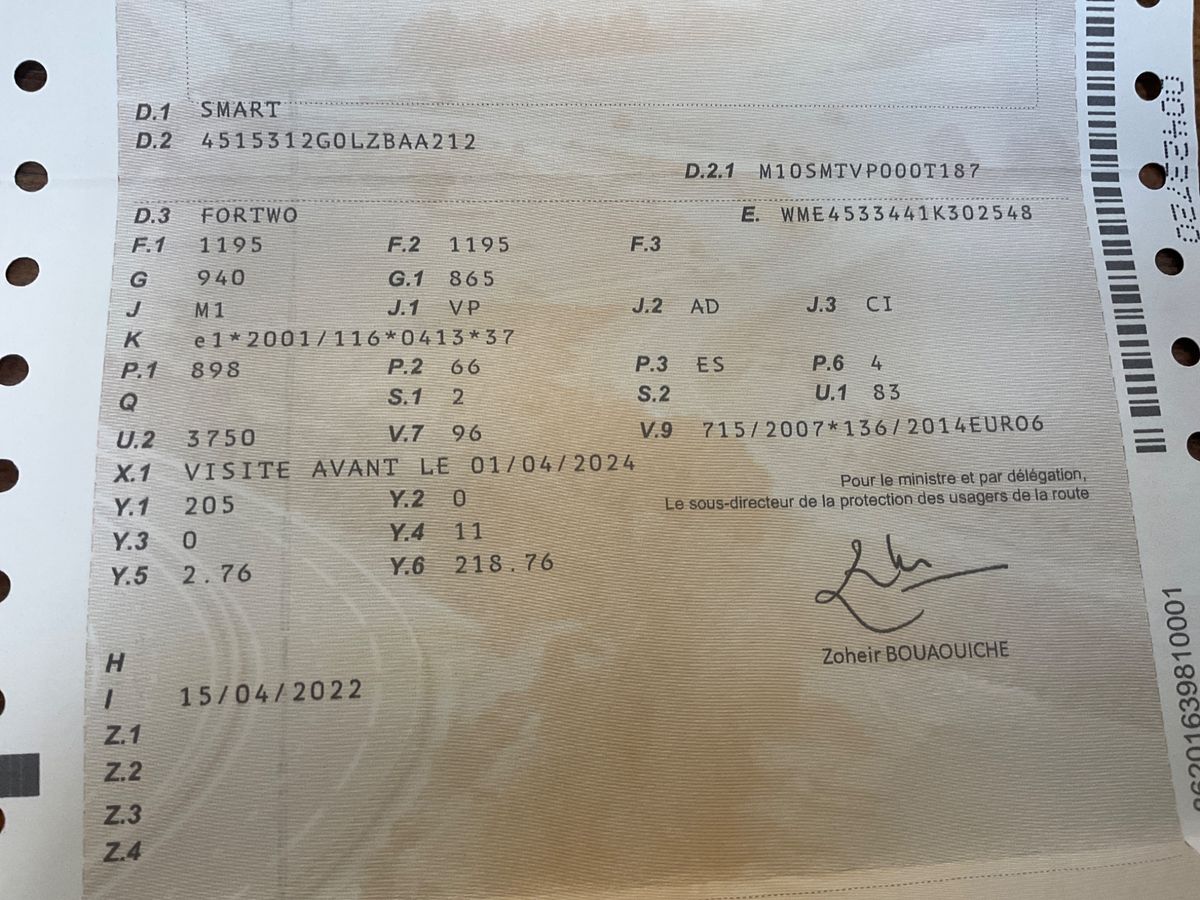 D.1 SMART
D.2 4515312G0LZBAA212
D.2.1 M10SMTVP000T187
D.3 FORTWO E. WME4533441K302548
F.1 1195 F.2 1195 F.3
G 940 G.1 865
J M1 J.1 VP J.2 AD J.3 CI
K e1*2001/116*0413*37
P.1 898 P.2 66 P.3 ES P.6 4
Q S.1 2 S.2 U.1 83
U.2 3750 V.7 96 V.9 715/2007*136/2014EURO6
X.1 VISITE AVANT LE 01/04/2024
Pour le ministre et par délégation,
Le sous-directeur de la protection des usagers de la route
Y.1 205 Y.2 0
Y.3 0 Y.4 11
Y.5 2.76 Y.6 218.76
Zoheir BOUAOUICHE
H
I 15/04/2022
Z.1
Z.2
Z.3
Z.4